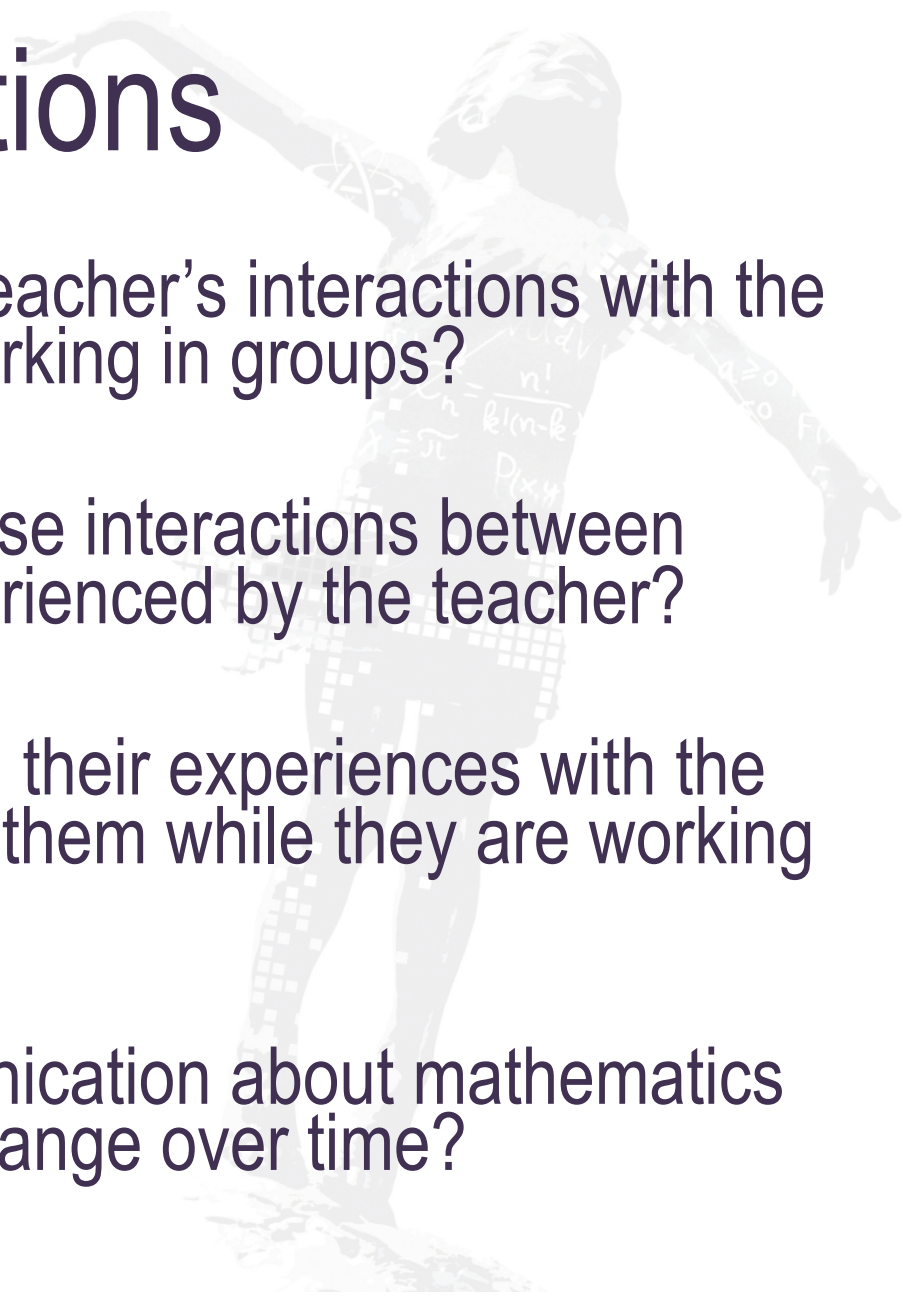 tions
eacher’s interactions with the
rking in groups?
se interactions between
rienced by the teacher?
their experiences with the
them while they are working
nication about mathematics
ange over time?
n!
k!(n-k)
P(x,y
a≥0